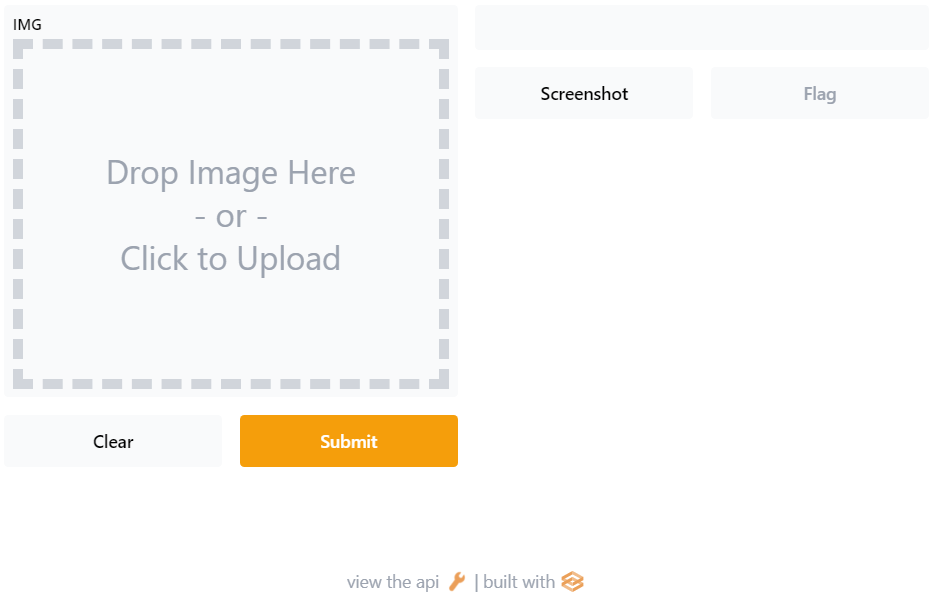 IMG
Drop Image Here
- or -
Click to Upload
Clear
Submit
Screenshot
Flag
view the api | built with